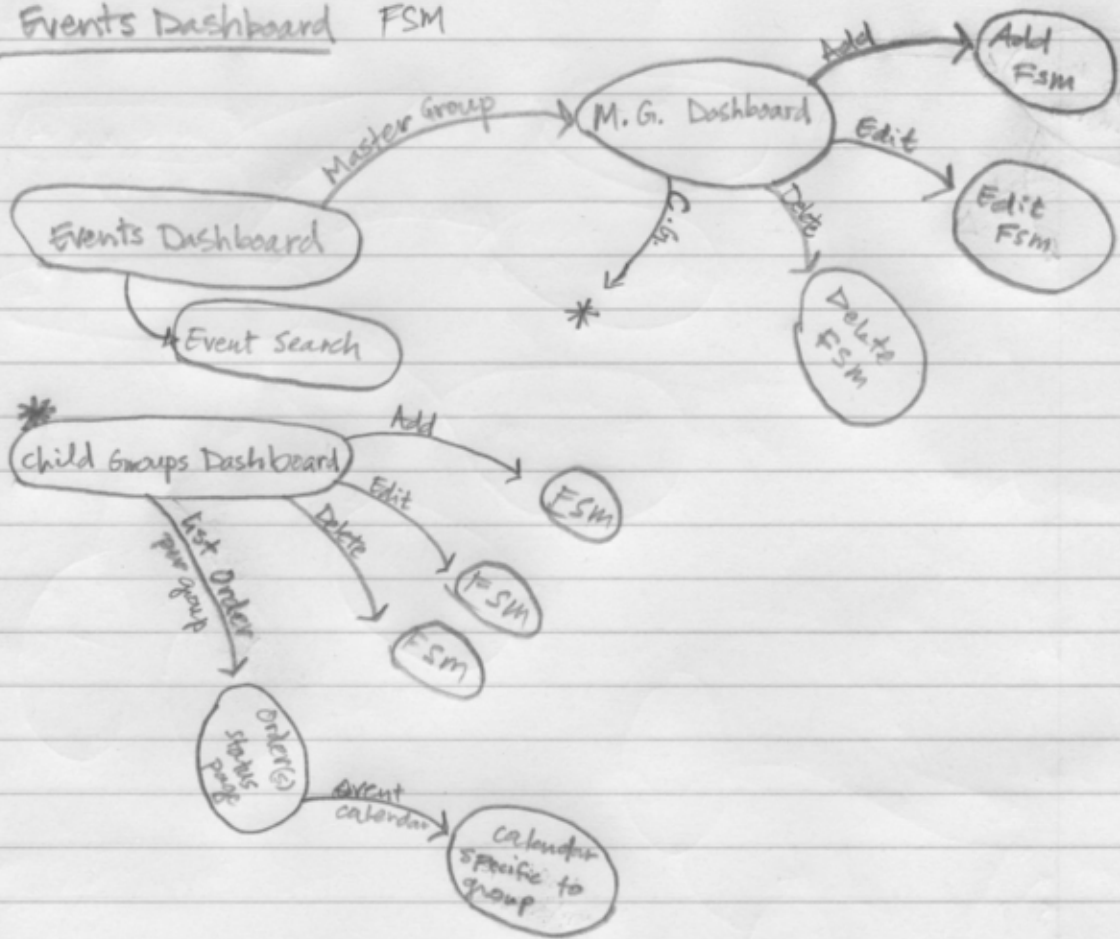 Events Dashboard FSM
Add
Add
Fsm
Master Group
M. G. Dashboard
Edit
Edit
Fsm
C.G.
Delete
Events Dashboard
*
Delete
FSM
Event Search
*
Child Groups Dashboard
Add
FSM
Edit
FSM
Delete
FSM
List Order
per group
Order(s)
status
page
event
calendar
calendar
specific to
group